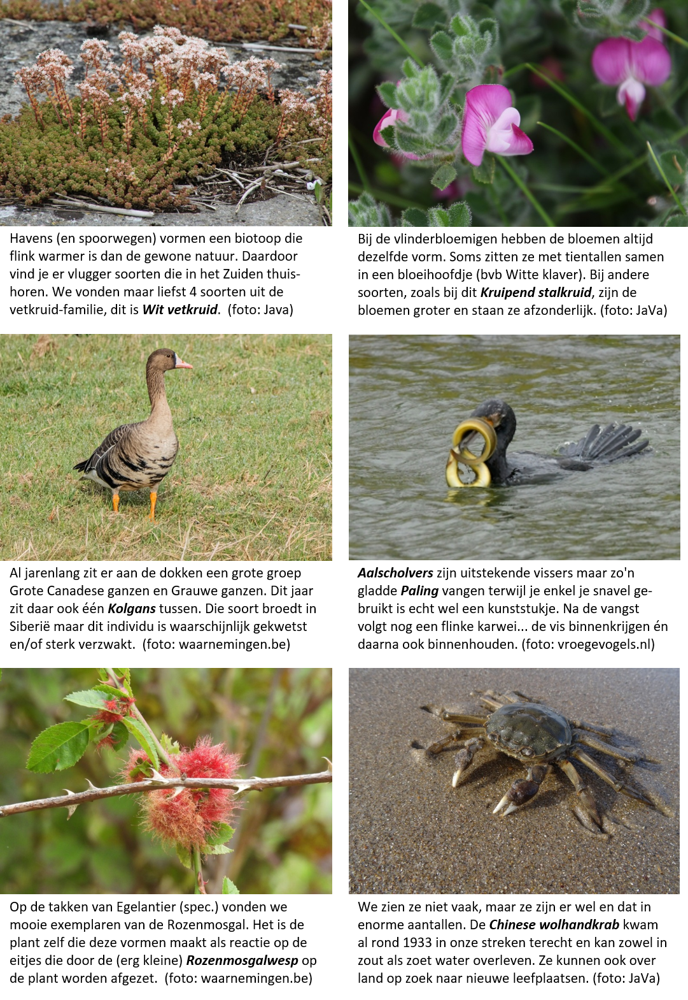 Havens (en spoorwegen) vormen een biotoop die
flink warmer is dan de gewone natuur. Daardoor
vind je er vlugger soorten die in het Zuiden thuis-
horen. We vonden maar liefst 4 soorten uit de
vetkruid-familie, dit is Wit vetkruid.  (foto: Java)
Bij de vlinderbloemigen hebben de bloemen altijd
dezelfde vorm. Soms zitten ze met tientallen samen
in een bloeihoofdje (bvb Witte klaver). Bij andere
soorten, zoals bij dit Kruipend stalkruid, zijn de
bloemen groter en staan ze afzonderlijk. (foto: JaVa)
Al jarenlang zit er aan de dokken een grote groep
Grote Canadese ganzen en Grauwe ganzen. Dit jaar
zit daar ook één Kolgans tussen. Die soort broedt in
Siberië maar dit individu is waarschijnlijk gekwetst
en/of sterk verzwakt.  (foto: waarnemingen.be)
Aalscholvers zijn uitstekende vissers maar zo'n
gladde Paling vangen terwijl je enkel je snavel ge-
bruikt is echt wel een kunststukje. Na de vangst
volgt nog een flinke karwei... de vis binnenkrijgen én
daarna ook binnenhouden. (foto: vroegevogels.nl)
Op de takken van Egelantier (spec.) vonden we
mooie exemplaren van de Rozenmosgal. Het is de
plant zelf die deze vormen maakt als reactie op de
eitjes die door de (erg kleine) Rozenmosgalwesp op
de plant worden afgezet.  (foto: waarnemingen.be)
We zien ze niet vaak, maar ze zijn er wel en dat in
enorme aantallen. De Chinese wolhandkrab kwam
al rond 1933 in onze streken terecht en kan zowel in
zout als zoet water overleven. Ze kunnen ook over
land op zoek naar nieuwe leefplaatsen. (foto: JaVa)